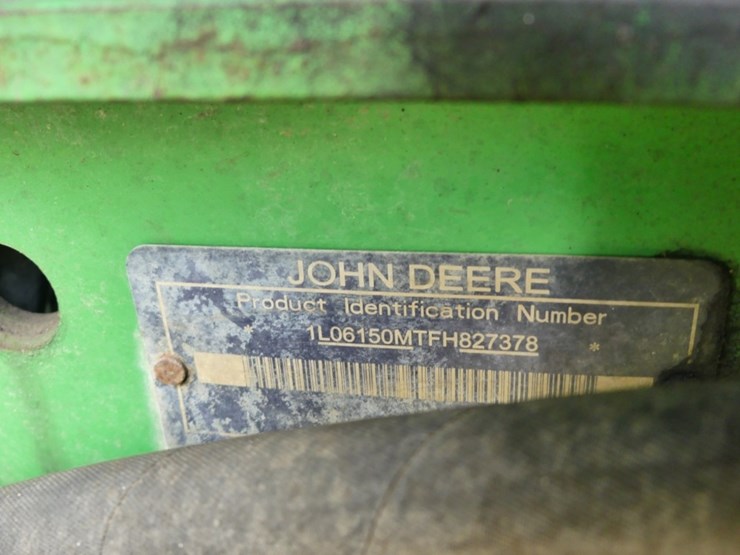 JOHN DEERE
Product Identification Number
* 1L06150MTFH827378 *